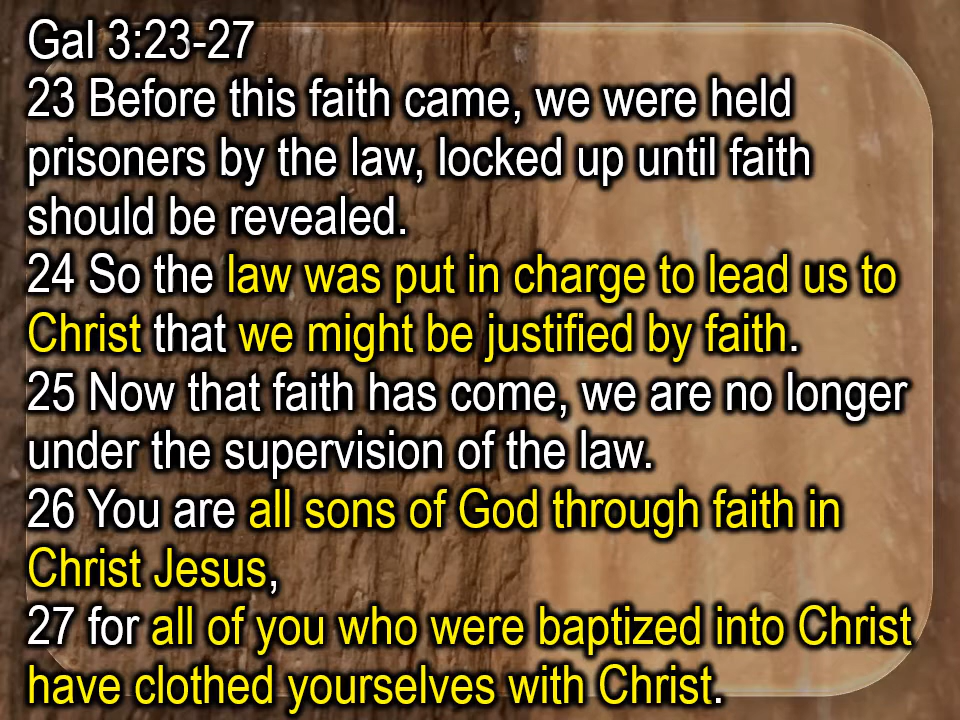 Gal 3:23-27
23 Before this faith came, we were held
prisoners by the law, locked up until faith
should be revealed.
24 So the law was put in charge to lead us to
Christ that we might be justified by faith.
25 Now that faith has come, we are no longer
under the supervision of the law.
26 You are all sons of God through faith in
Christ Jesus,
27 for all of you who were baptized into Christ
have clothed yourselves with Christ.